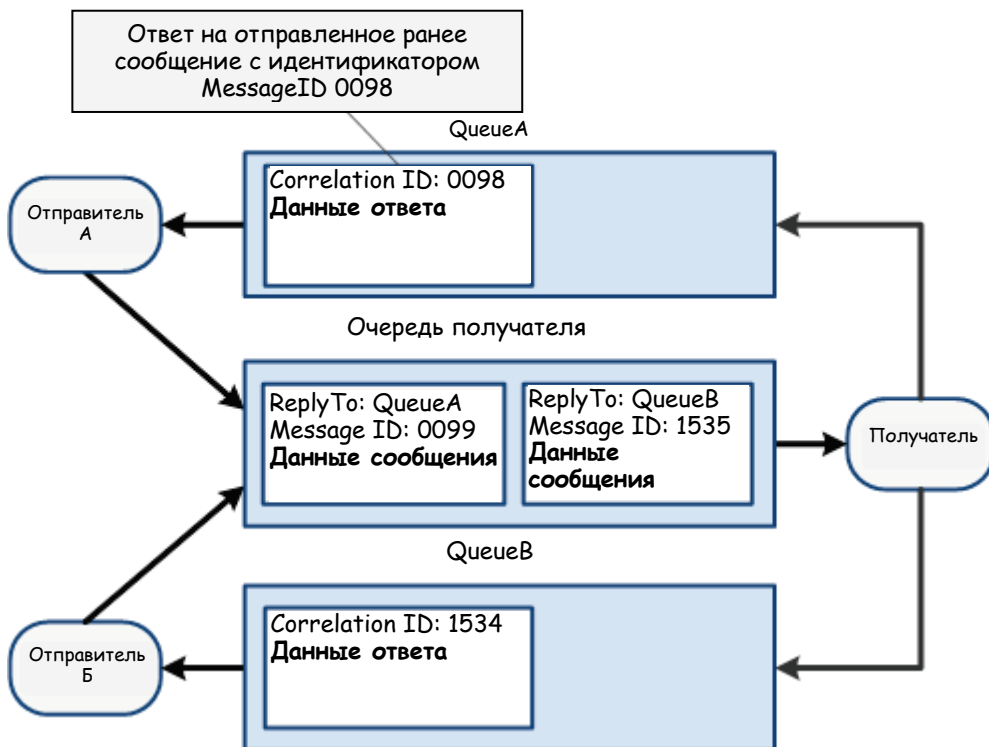 Ответ на отправленное ранее
сообщение с идентификатором
MessageID 0098
QueueA
Correlation ID: 0098
Данные ответа
Отправитель
А
Очередь получателя
ReplyTo: QueueA
Message ID: 0099
Данные сообщения
ReplyTo: QueueB
Message ID: 1535
Данные
сообщения
Получатель
QueueB
Correlation ID: 1534
Данные ответа
Отправитель
Б